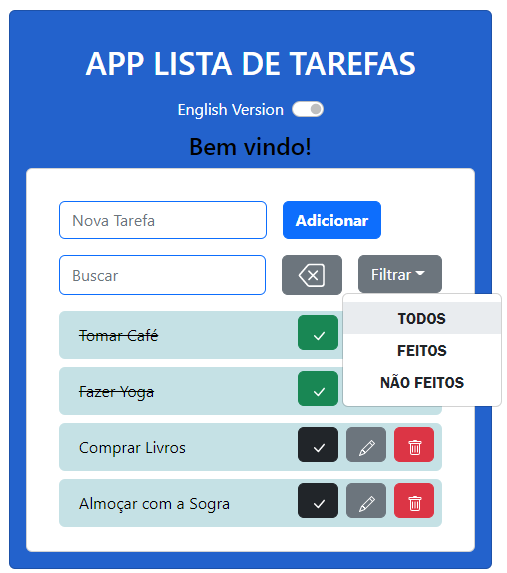 APP LISTA DE TAREFAS
English Version
Bem vindo!
Nova Tarefa
Adicionar
Buscar
Filtrar
TODOS
FEITOS
NÃO FEITOS
Tomar Café
Fazer Yoga
Comprar Livros
Almoçar com a Sogra